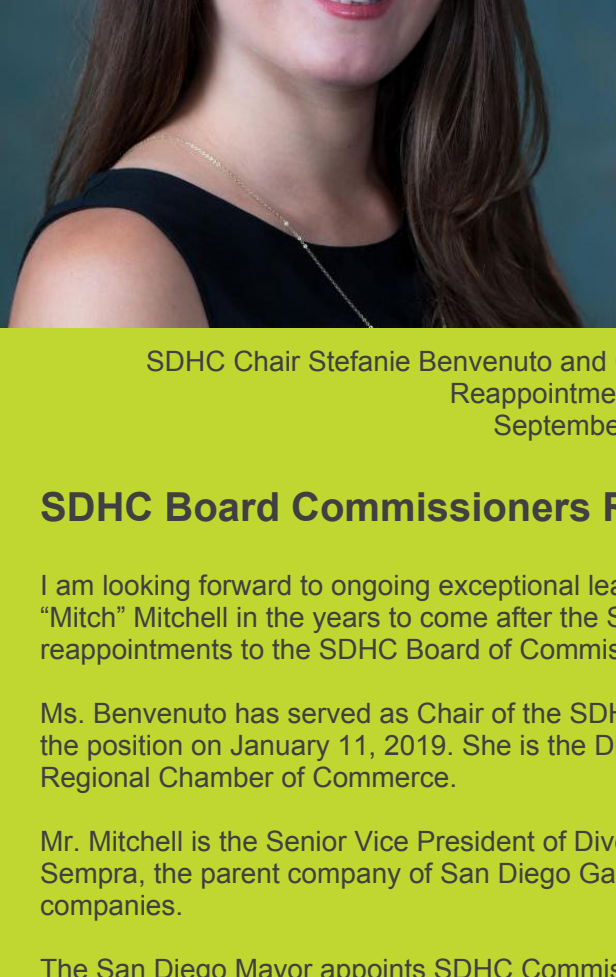 SDHC Chair Stefanie Benvenuto and
Reappointme
Septembe
SDHC Board Commissioners
I am looking forward to ongoing exceptional lea
“Mitch” Mitchell in the years to come after the S
reappointments to the SDHC Board of Commis
Ms. Benvenuto has served as Chair of the SDH
the position on January 11, 2019. She is the D
Regional Chamber of Commerce.
Mr. Mitchell is the Senior Vice President of Div
Sempra, the parent company of San Diego Ga
companies.
The San Diego Mayor appoints SDHC Commis